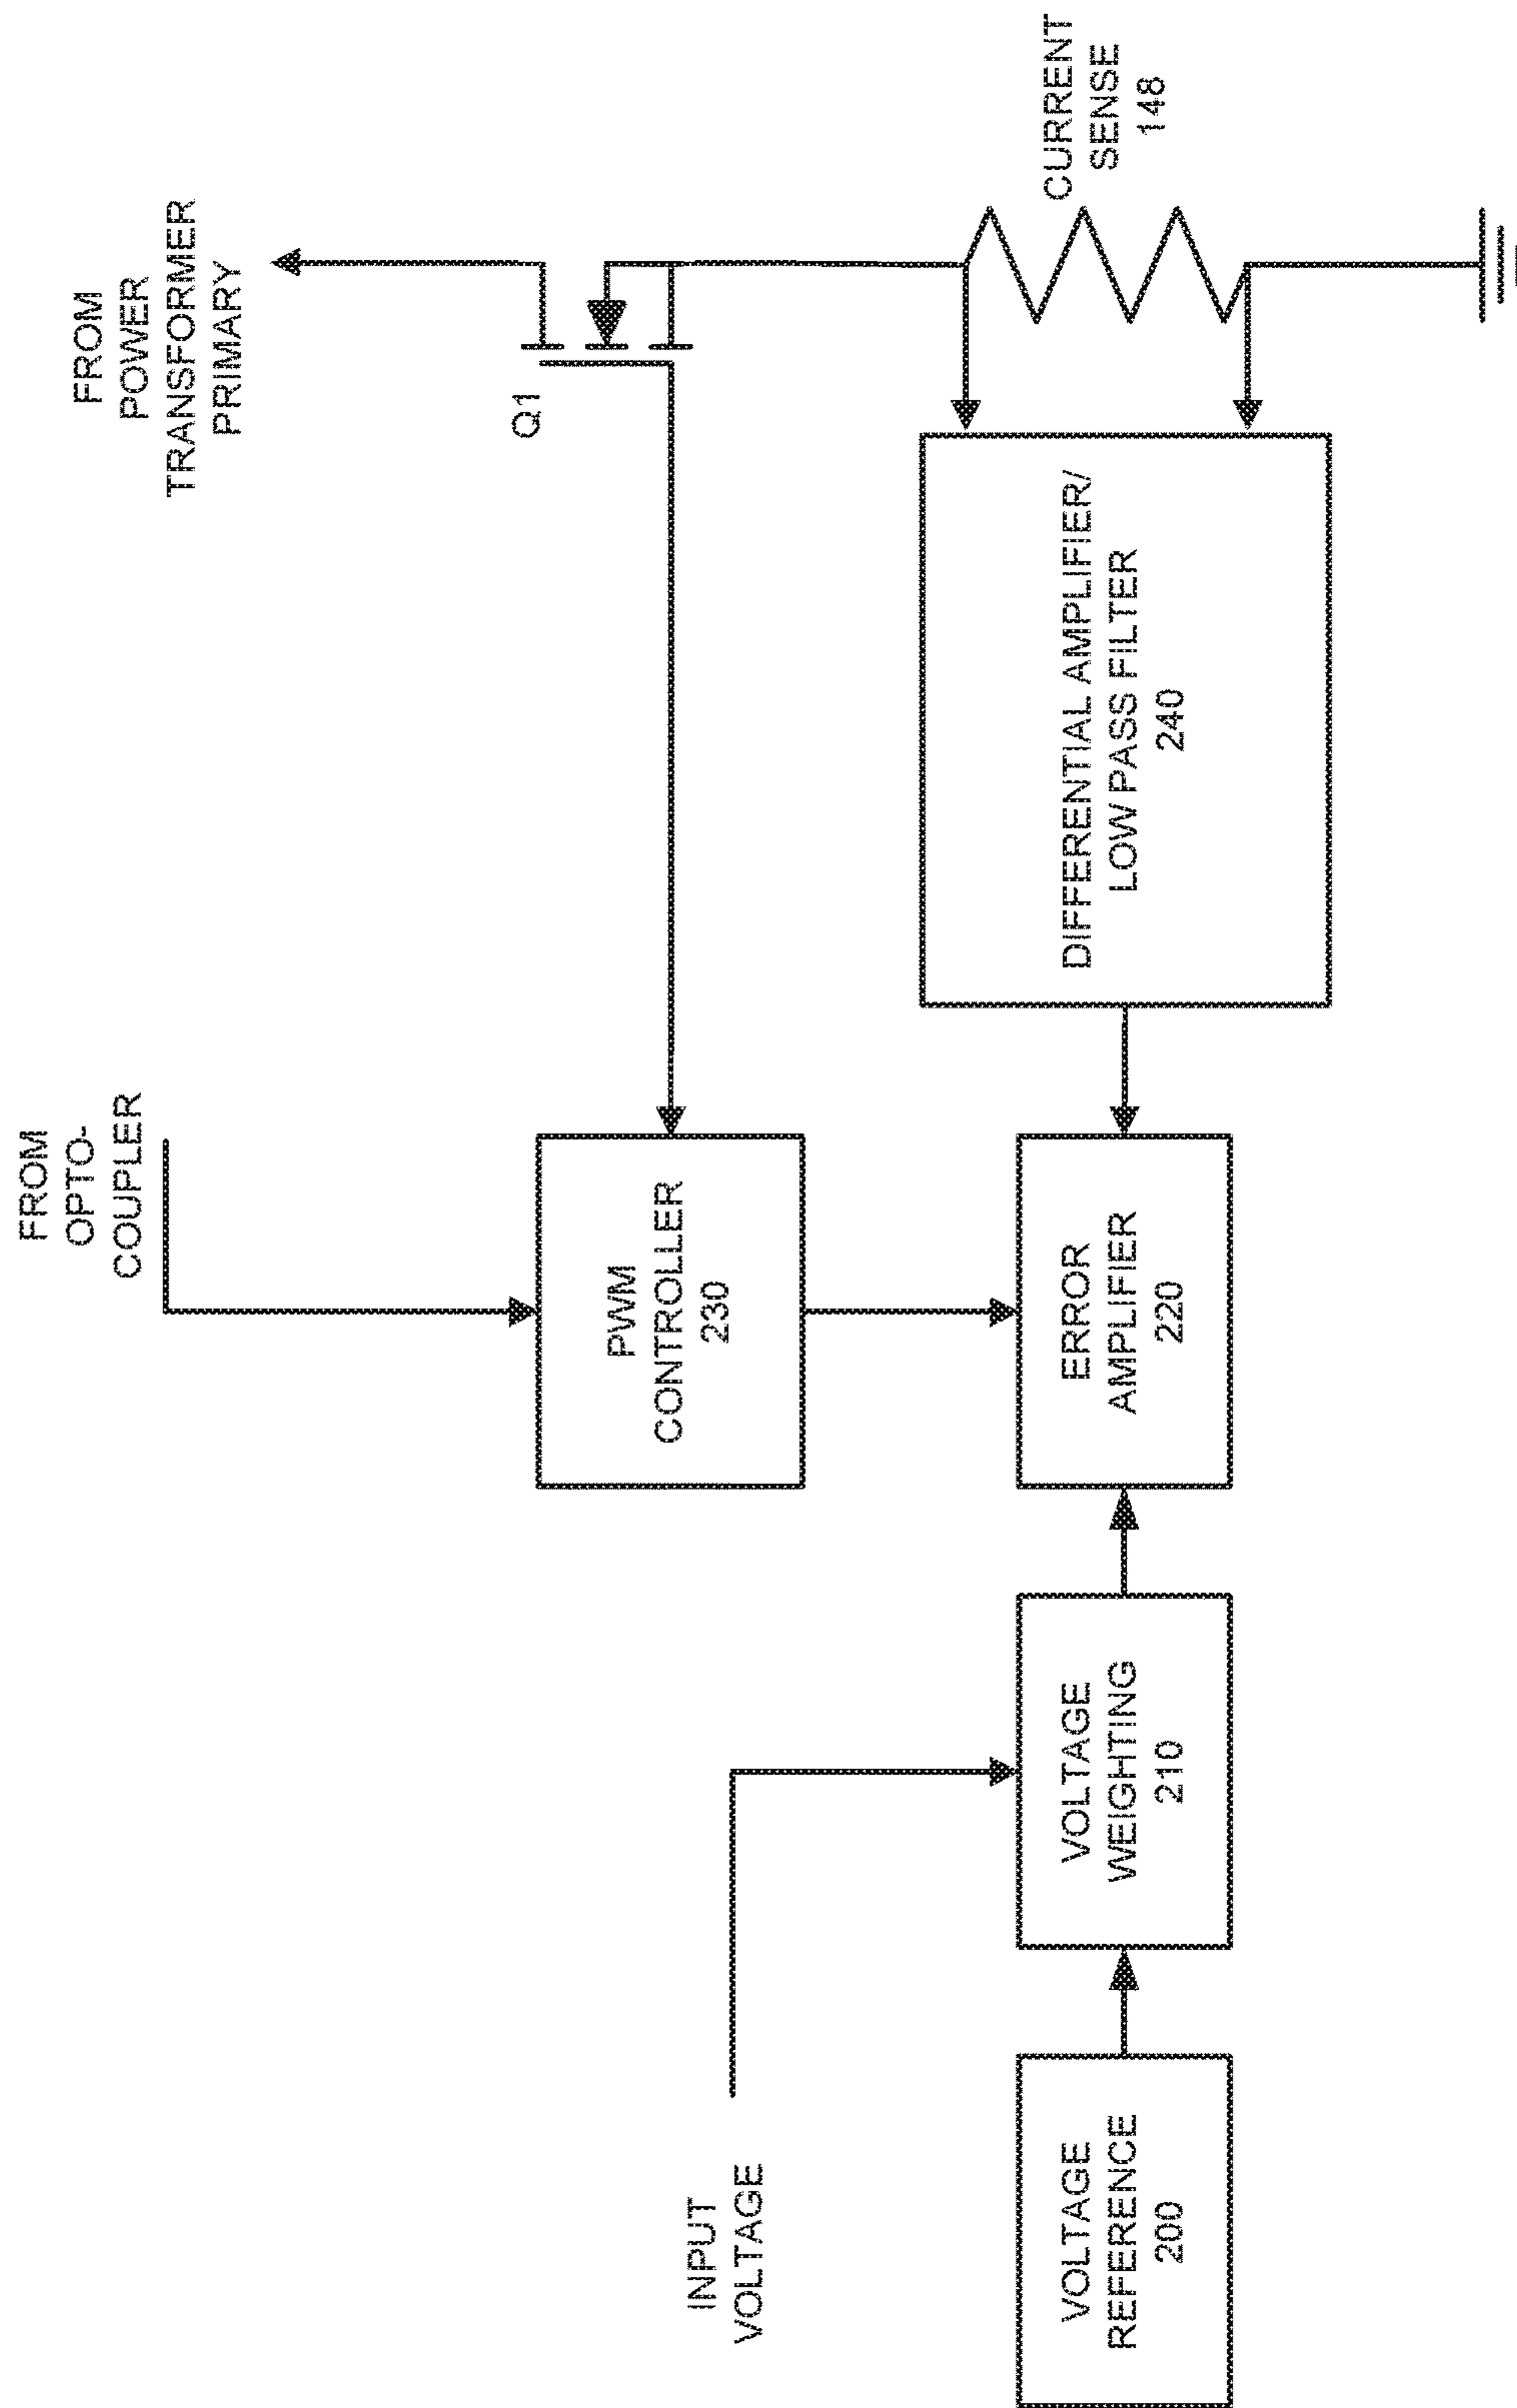 FROM
POWER
TRANSFORMER
PRIMARY
FROM
OPTO-
COUPLER
Q1
PWM
CONTROLLER
230
INPUT
VOLTAGE
VOLTAGE
REFERENCE
200
VOLTAGE
WEIGHTING
210
ERROR
AMPLIFIER
220
DIFFERENTIAL AMPLIFIER/
LOW PASS FILTER
240
CURRENT
SENSE
148